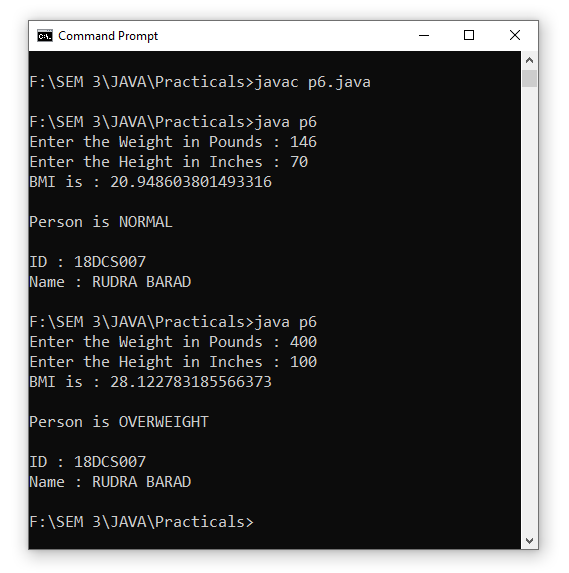 Command Prompt
F:\SEM 3\JAVA\Practicals>javac p6.java
F:\SEM 3\JAVA\Practicals>java p6
Enter the Weight in Pounds : 146
Enter the Height in Inches : 70
BMI is : 20.948603801493316
Person is NORMAL
ID : 18DCS007
Name : RUDRA BARAD
F:\SEM 3\JAVA\Practicals>java p6
Enter the Weight in Pounds : 400
Enter the Height in Inches : 100
BMI is : 28.122783185566373
Person is OVERWEIGHT
ID : 18DCS007
Name : RUDRA BARAD
F:\SEM 3\JAVA\Practicals>